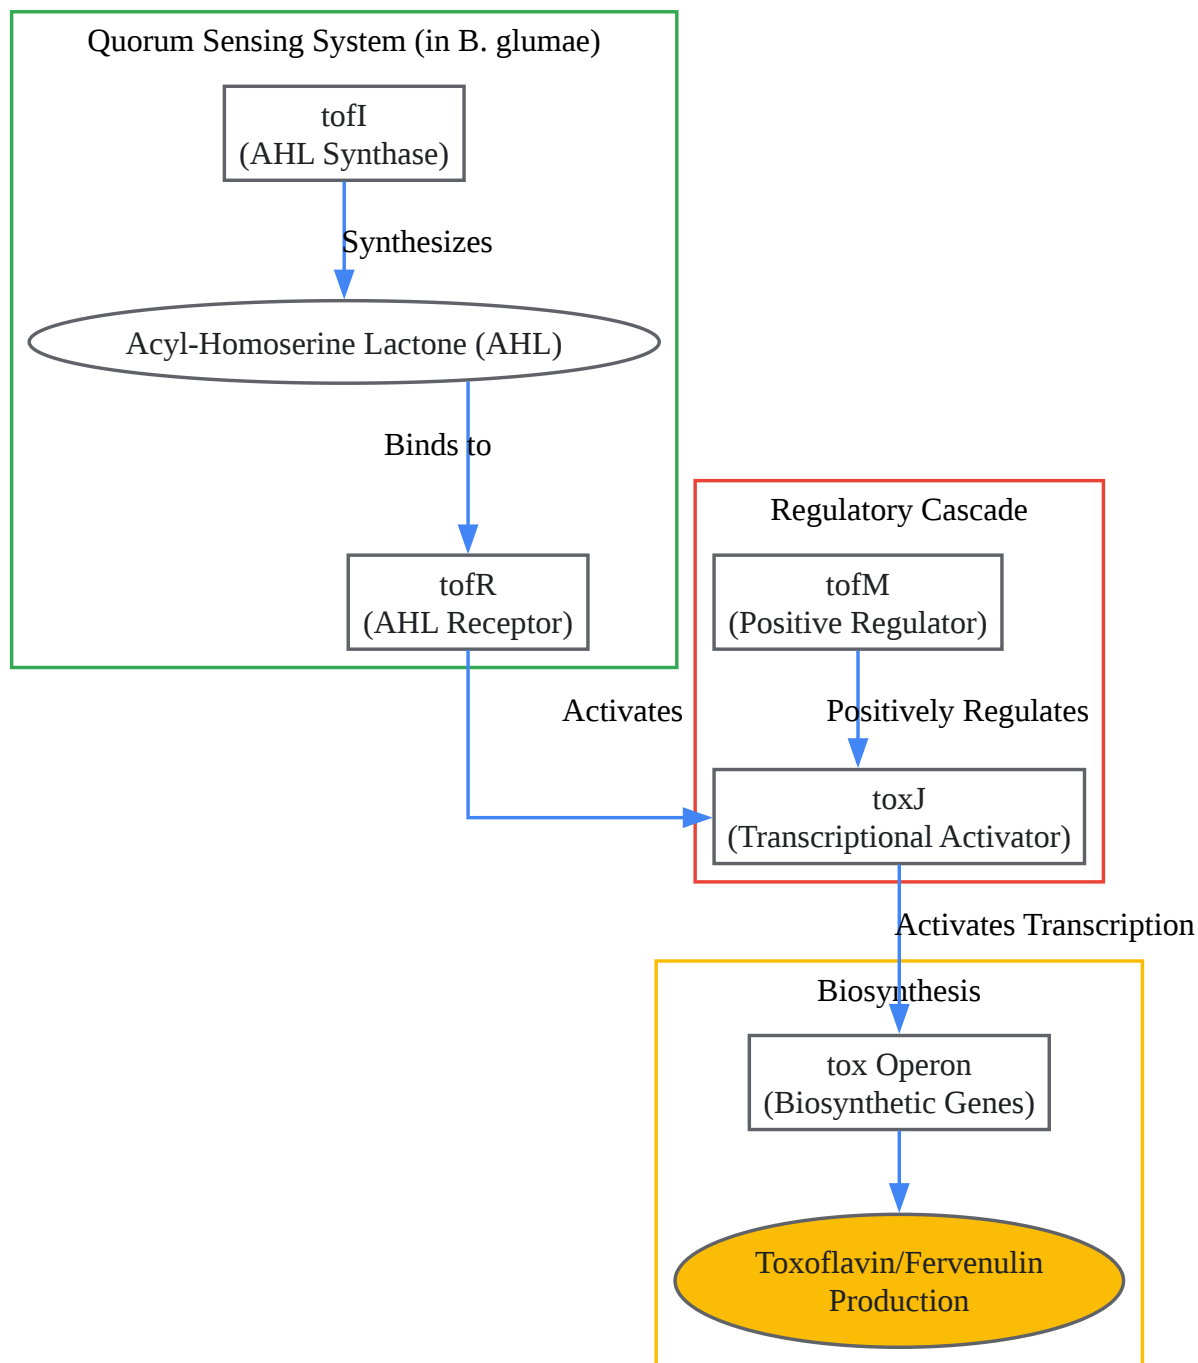 Quorum Sensing System (in B. glumae)
tofI
(AHL Synthase)
Synthesizes
Acyl-Homoserine Lactone (AHL)
Binds to
tofR
(AHL Receptor)
Activates
Regulatory Cascade
tofM
(Positive Regulator)
Positively Regulates
toxJ
(Transcriptional Activator)
Activates Transcription
Biosynthesis
tox Operon
(Biosynthetic Genes)
Toxoflavin/Fervenulin
Production